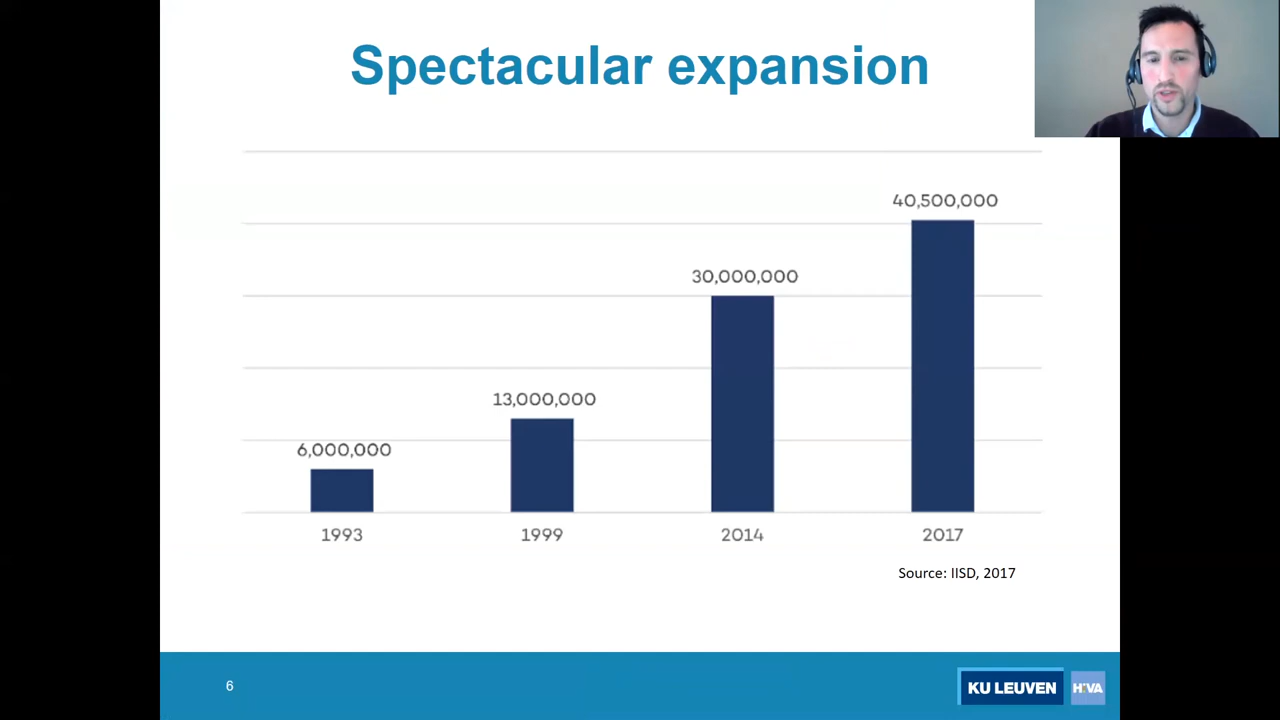 Spectacular expansion
40,500,000
30,000,000
13,000,000
6,000,000
1993
1999
2014
2017
Source: IISD, 2017
6
KU LEUVEN
HIVA